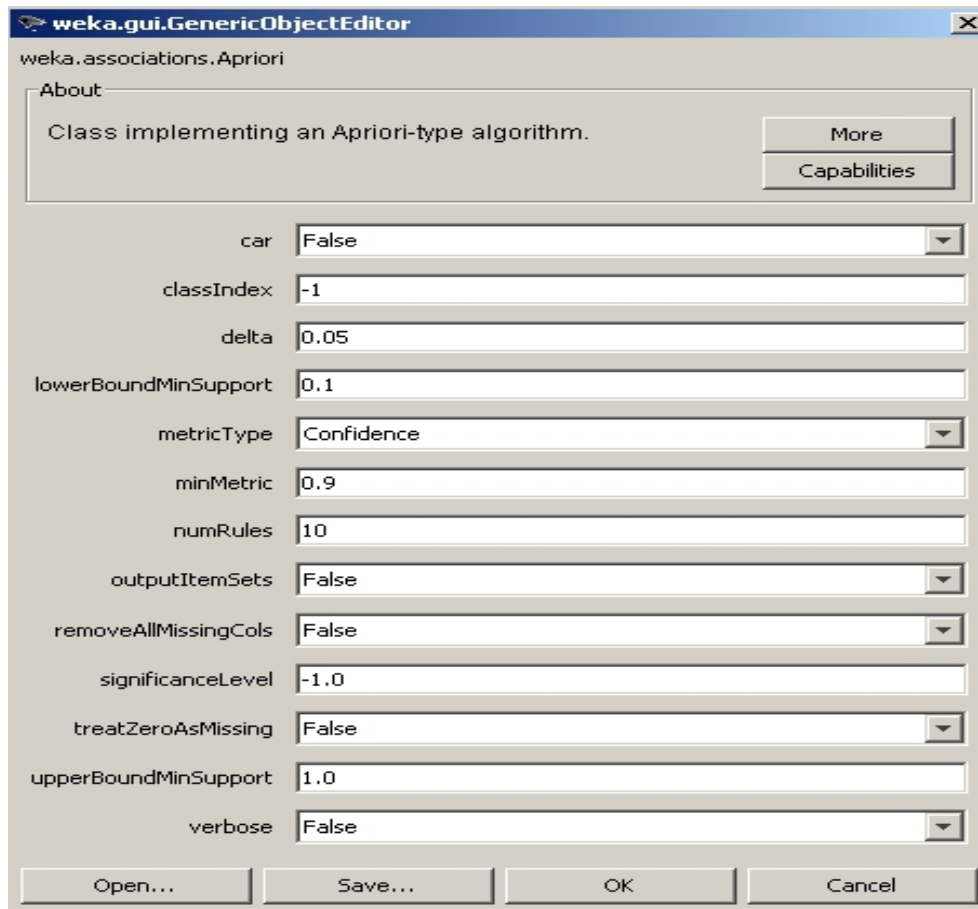 weka.gui.GenericObjectEditor
weka.associations.Apriori
About
Class implementing an Apriori-type algorithm.
More
Capabilities
car False
classIndex -1
delta 0.05
lowerBoundMinSupport 0.1
metricType Confidence
minMetric 0.9
numRules 10
outputItemSets False
removeAllMissingCols False
significanceLevel -1.0
treatZeroAsMissing False
upperBoundMinSupport 1.0
verbose False
Open... Save... OK Cancel